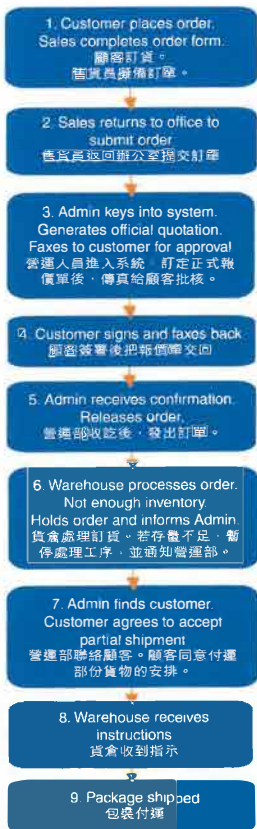 1. Customer places order.
Sales completes order form.
顧客訂貨。
售貨員擬備訂單。
2. Sales returns to office to
submit order
售貨員返回辦公室提交訂單
3. Admin keys into system.
Generates official quotation.
Faxes to customer for approval
營運人員進入系統，訂定正式報
價單後，傳真給顧客批核。
4. Customer signs and faxes back
顧客簽署後把報價單交回
5. Admin receives confirmation.
Releases order.
營運部收訖後，發出訂單。
6. Warehouse processes order.
Not enough inventory.
Holds order and informs Admin.
貨倉處理訂貨。若存量不足，暫
停處理工序，並通知營運部。
7. Admin finds customer.
Customer agrees to accept
partial shipment
營運部聯絡顧客。顧客同意付運
部份貨物的安排。
8. Warehouse receives
instructions
貨倉收到指示
9. Package shipped
包裝付運